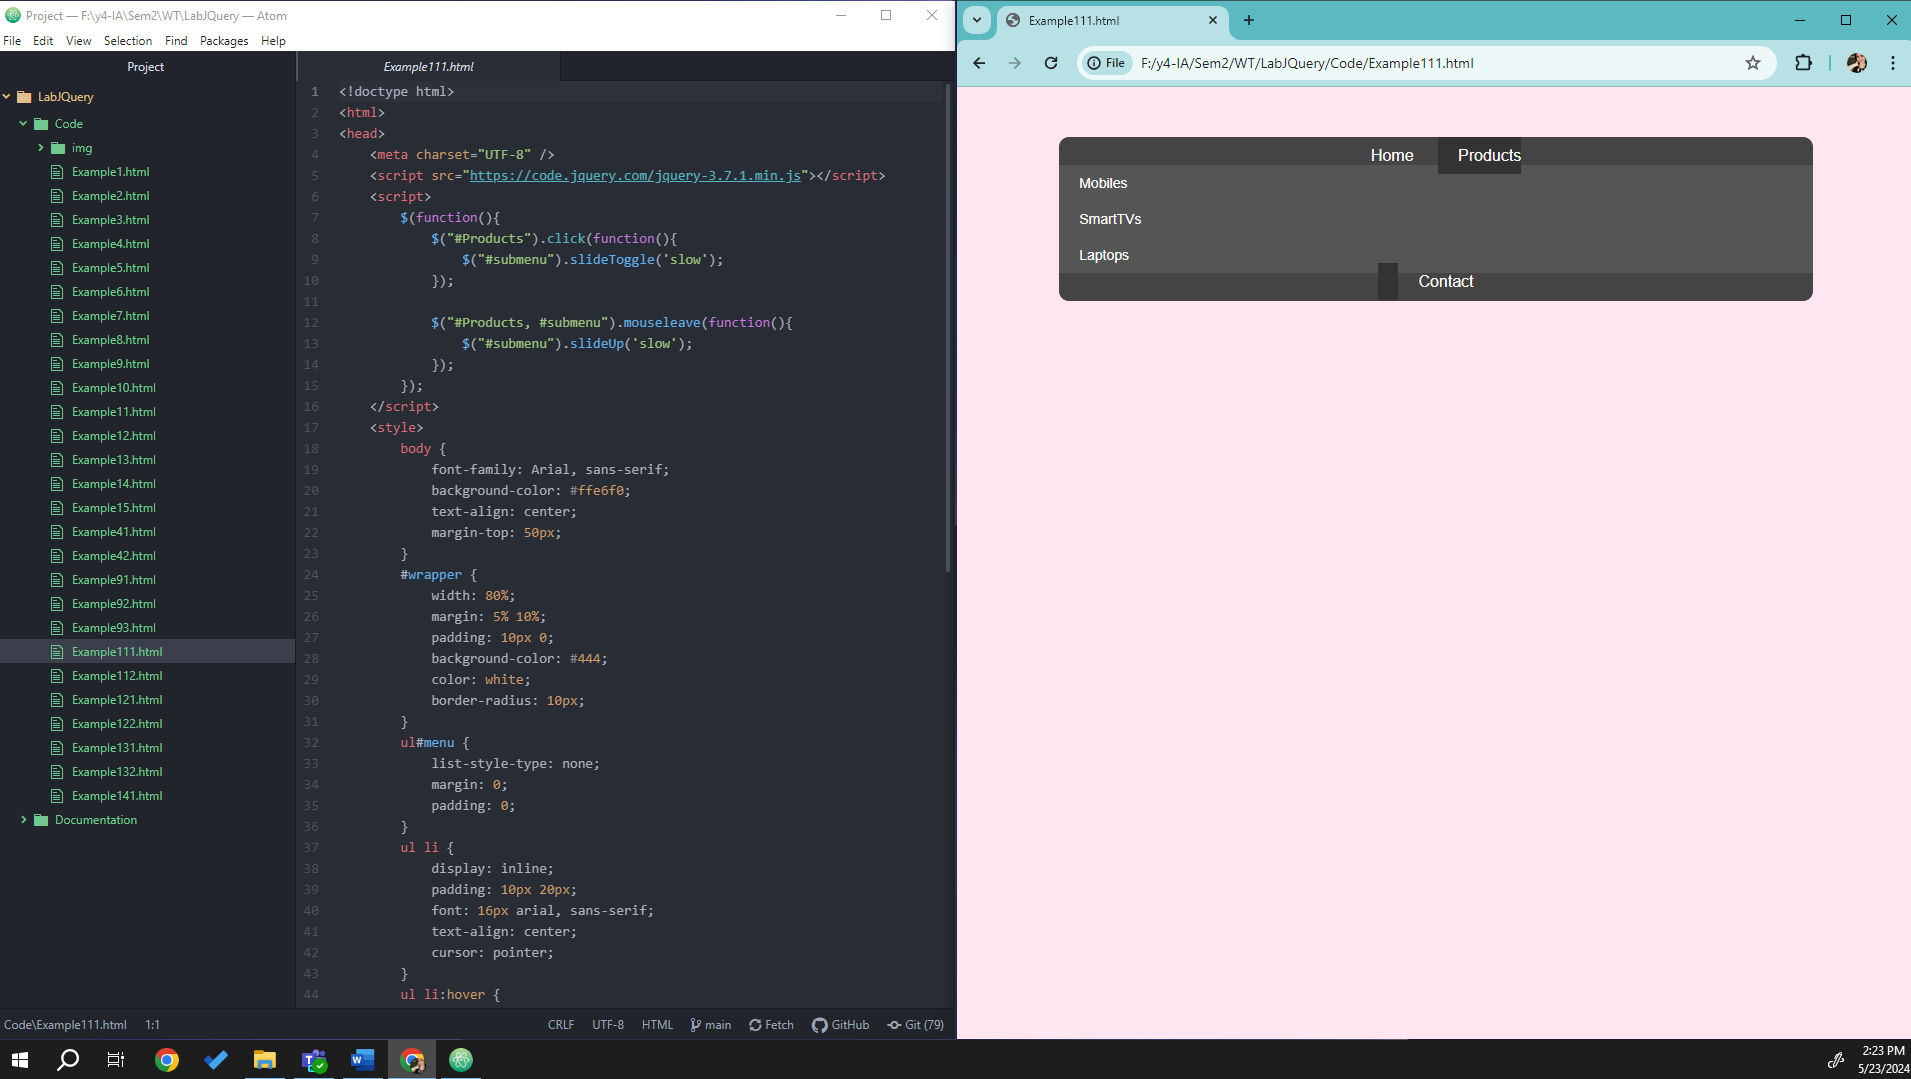 Project — F:\y4-IA\Sem2\WT\LabJQuery — Atom
File Edit View Selection Find Packages Help
Project
LabJQuery
Code
img
Example1.html
Example2.html
Example3.html
Example4.html
Example5.html
Example6.html
Example7.html
Example8.html
Example9.html
Example10.html
Example11.html
Example12.html
Example13.html
Example14.html
Example15.html
Example41.html
Example42.html
Example91.html
Example92.html
Example93.html
Example111.html
Example112.html
Example121.html
Example122.html
Example131.html
Example132.html
Example141.html
Documentation
Example111.html
1 <!doctype html>
2 <html>
3 <head>
4 <meta charset="UTF-8" />
5 <script src="https://code.jquery.com/jquery-3.7.1.min.js"></script>
6 <script>
7 $(function(){
8 $("#Products").click(function(){
9 $("#submenu").slideToggle('slow');
10 });
11
12 $("#Products, #submenu").mouseleave(function(){
13 $("#submenu").slideUp('slow');
14 });
15 });
16 </script>
17 <style>
18 body {
19 font-family: Arial, sans-serif;
20 background-color: #ffe6f0;
21 text-align: center;
22 margin-top: 50px;
23 }
24 #wrapper {
25 width: 80%;
26 margin: 5% 10%;
27 padding: 10px 0;
28 background-color: #444;
29 color: white;
30 border-radius: 10px;
31 }
32 ul#menu {
33 list-style-type: none;
34 margin: 0;
35 padding: 0;
36 }
37 ul li {
38 display: inline;
39 padding: 10px 20px;
40 font: 16px arial, sans-serif;
41 text-align: center;
42 cursor: pointer;
43 }
44 ul li:hover {
Code\Example111.html 1:1 CRLF UTF-8 HTML main Fetch GitHub Git (79)
Example111.html
File F:/y4-IA/Sem2/WT/LabJQuery/Code/Example111.html
Home Products
Mobiles
SmartTVs
Laptops
Contact
2:23 PM
5/23/2024